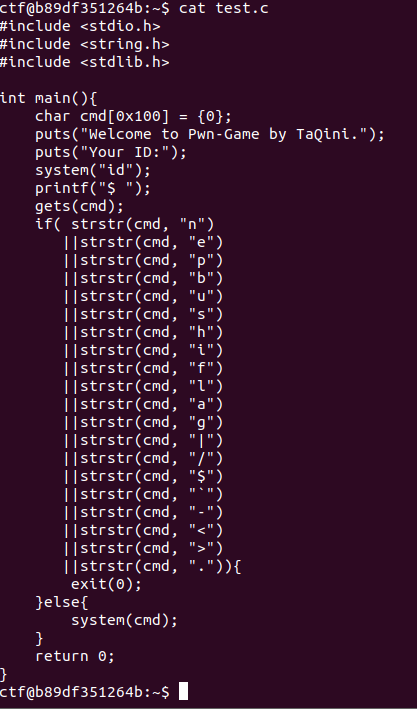 ctf@b89df351264b:~$ cat test.c
#include <stdio.h>
#include <string.h>
#include <stdlib.h>

int main(){
    char cmd[0x100] = {0};
    puts("Welcome to Pwn-Game by TaQini.");
    puts("Your ID:");
    system("id");
    printf("$ ");
    gets(cmd);
    if( strstr(cmd, "n")
       ||strstr(cmd, "e")
       ||strstr(cmd, "p")
       ||strstr(cmd, "b")
       ||strstr(cmd, "u")
       ||strstr(cmd, "s")
       ||strstr(cmd, "h")
       ||strstr(cmd, "i")
       ||strstr(cmd, "f")
       ||strstr(cmd, "l")
       ||strstr(cmd, "a")
       ||strstr(cmd, "g")
       ||strstr(cmd, "|")
       ||strstr(cmd, "/")
       ||strstr(cmd, "$")
       ||strstr(cmd, "`")
       ||strstr(cmd, "-")
       ||strstr(cmd, "<")
       ||strstr(cmd, ">")
       ||strstr(cmd, ".")){
        exit(0);
    }else{
        system(cmd);
    }
    return 0;
}
ctf@b89df351264b:~$